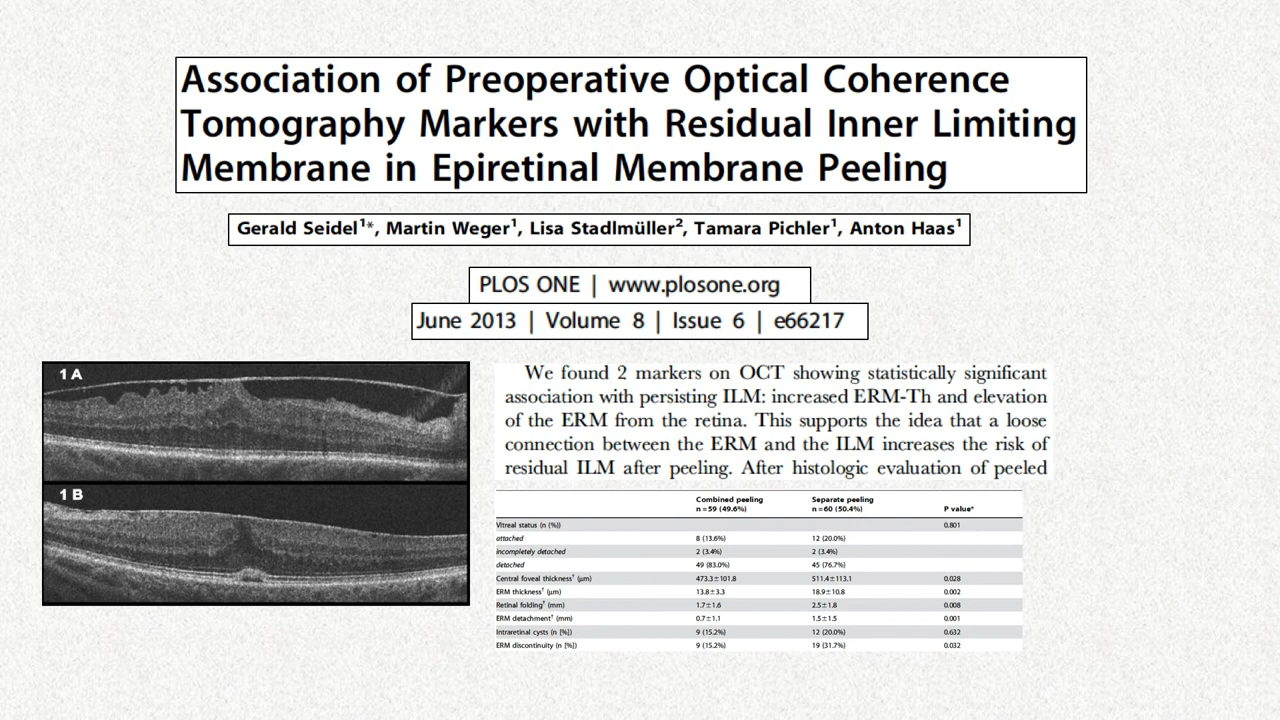 Association of Preoperative Optical Coherence
Tomography Markers with Residual Inner Limiting
Membrane in Epiretinal Membrane Peeling
Gerald Seidel1*, Martin Weger1, Lisa Stadlmüller2, Tamara Pichler1, Anton Haas1
PLOS ONE | www.plosone.org
June 2013 | Volume 8 | Issue 6 | e66217
1 A
1 B
We found 2 markers on OCT showing statistically significant
association with persisting ILM: increased ERM-Th and elevation
of the ERM from the retina. This supports the idea that a loose
connection between the ERM and the ILM increases the risk of
residual ILM after peeling. After histologic evaluation of peeled
Combined peeling Separate peeling
n=59 (49.6%) n=60 (50.4%) P value*
Vitreal status (n (%)) 0.801
attached 8 (13.6%) 12 (20.0%)
incompletely detached 2 (3.4%) 2 (3.4%)
detached 49 (83.0%) 45 (76.7%)
Central foveal thickness† (µm) 473.3±101.8 511.4±113.1 0.028
ERM thickness† (µm) 13.8±3.3 18.9±10.8 0.002
Retinal folding† (mm) 1.7±1.6 2.5±1.8 0.008
ERM detachment† (mm) 0.7±1.1 1.5±1.5 0.001
Intraretinal cysts (n [%]) 9 (15.2%) 12 (20.0%) 0.632
ERM discontinuity (n [%]) 9 (15.2%) 19 (31.7%) 0.032